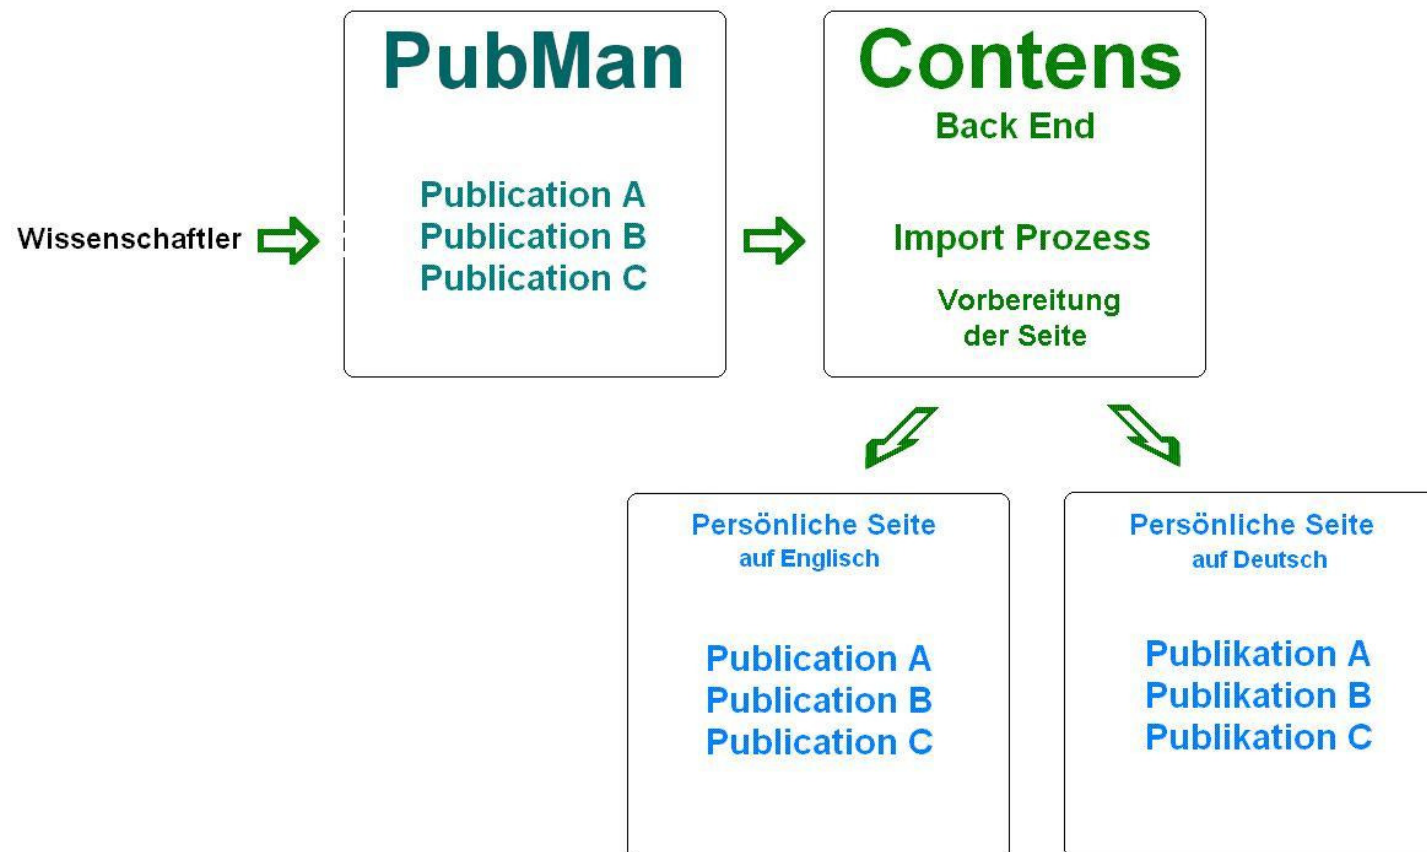 PubMan
Publication A
Publication B
Publication C
Wissenschaftler
Contens
Back End
Import Prozess
Vorbereitung
der Seite
Persönliche Seite
auf Englisch
Publication A
Publication B
Publication C
Persönliche Seite
auf Deutsch
Publikation A
Publikation B
Publikation C